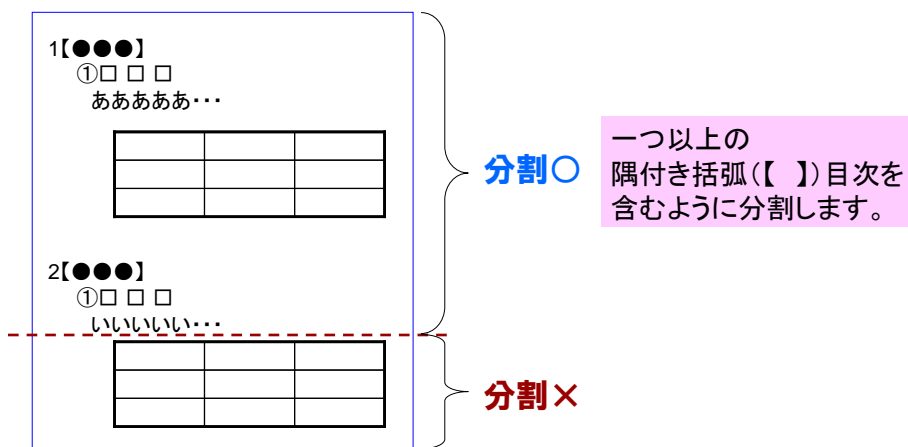 1【●●●】
①□ □ □
あああああ･･･
2【●●●】
①□ □ □
いいいいい･･･
分割○
一つ以上の
隅付き括弧(【 】)目次を
含むように分割します。
分割×